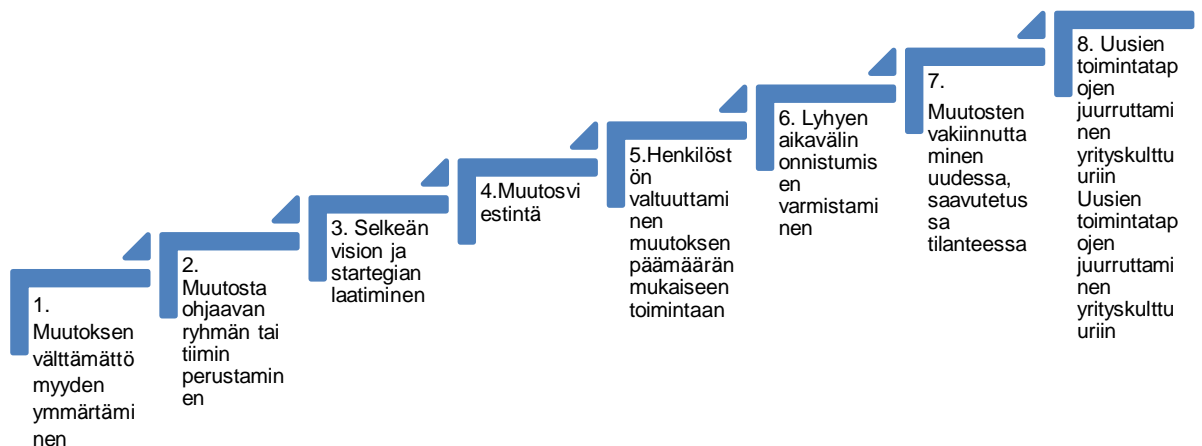 1.
Muutoksen
välttämättö
myyden
ymmärtämi
nen
2.
Muutosta
ohjaavan
ryhmän tai
tiimin
perustamin
en
3. Selkeän
vision ja
startegian
laatiminen
4.Muutosvi
estintä
5.Henkilöst
ön
valtuuttami
nen
muutoksen
päämäärän
mukaiseen
toimintaan
6. Lyhyen
aikavälin
onnistumis
en
varmistami
nen
7.
Muutosten
vakiinnutta
minen
uudessa,
saavutetus
sa
tilanteessa
8. Uusien
toimintatap
ojen
juurruttami
nen
yrityskulttu
uriin
Uusien
toimintatap
ojen
juurruttami
nen
yrityskulttu
uriin